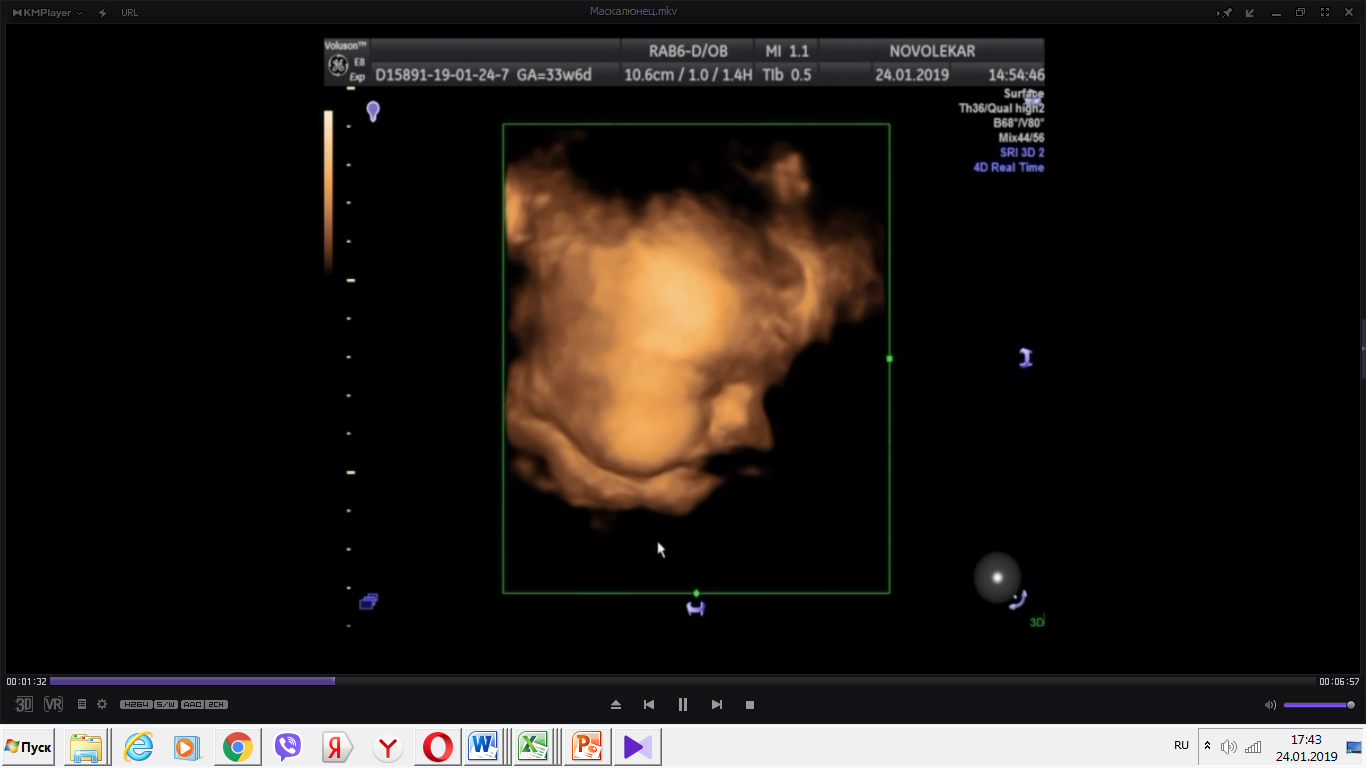 KMPlayer URL Маскалюнец.mkv
Voluson™ RAB6-D/OB MI 1.1 NOVOLEKAR
E8
Exp D15891-19-01-24-7 GA=33w6d 10.6cm / 1.0 / 1.4H TIb 0.5 24.01.2019 14:54:46
Surface
Th36/Qual high2
B68°/V80°
Mix44/56
SRI 3D 2
4D Real Time
3D
00:01:32 00:06:57
3D VR H264 S/W AAC 2CH
Пуск RU 17:43
24.01.2019